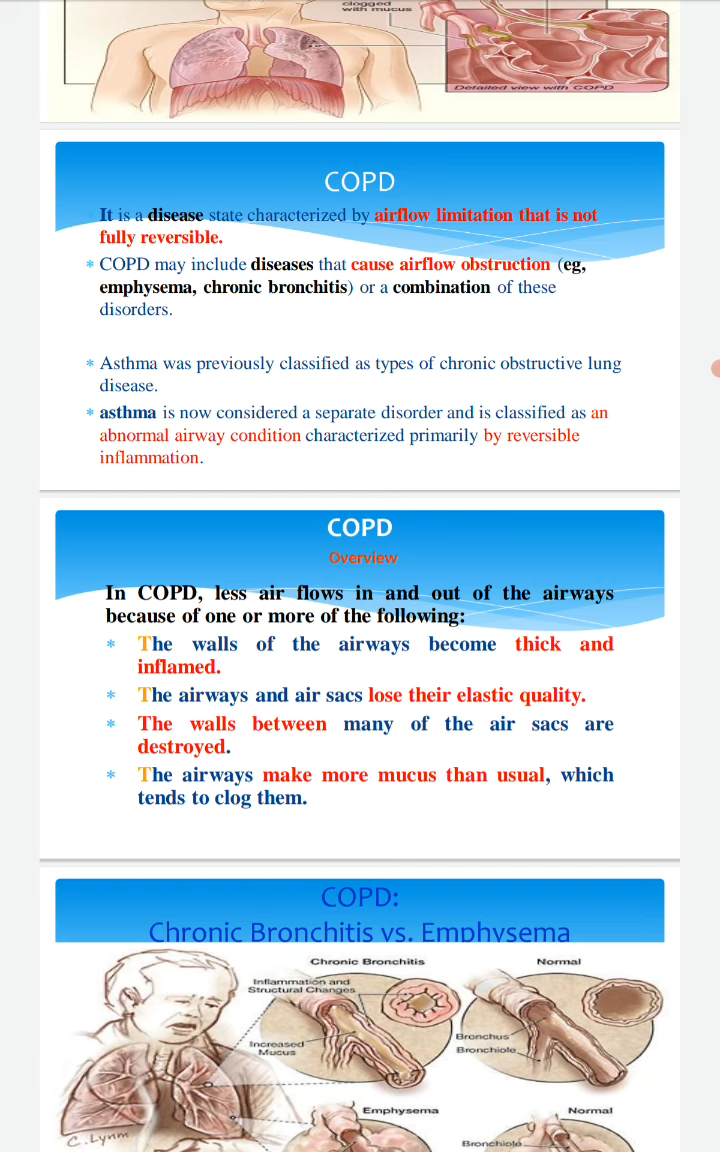 clogged
with mucus
Detailed view with COPD
COPD
* It is a disease state characterized by airflow limitation that is not
fully reversible.
* COPD may include diseases that cause airflow obstruction (eg,
emphysema, chronic bronchitis) or a combination of these
disorders.
* Asthma was previously classified as types of chronic obstructive lung
disease.
* asthma is now considered a separate disorder and is classified as an
abnormal airway condition characterized primarily by reversible
inflammation.
COPD
Overview
In COPD, less air flows in and out of the airways
because of one or more of the following:
* The walls of the airways become thick and
inflamed.
* The airways and air sacs lose their elastic quality.
* The walls between many of the air sacs are
destroyed.
* The airways make more mucus than usual, which
tends to clog them.
COPD:
Chronic Bronchitis vs. Emphysema
Chronic Bronchitis
Normal
Inflammation and
Structural Changes
Increased
Mucus
Bronchus
Bronchiole
Emphysema
Normal
Bronchiole
C. Lynm